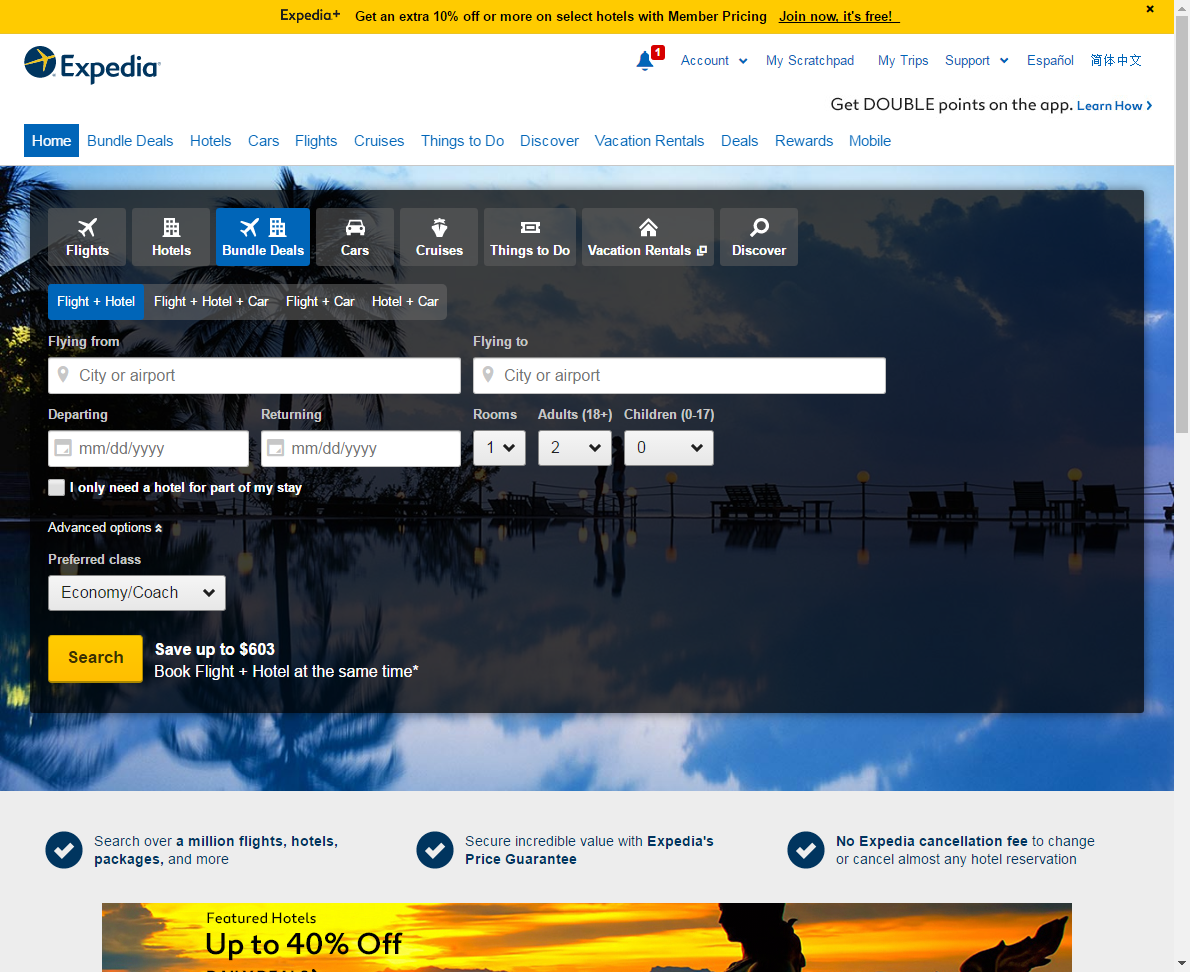 Expedia+ Get an extra 10% off or more on select hotels with Member Pricing Join now, it's free!
Expedia
1 Account My Scratchpad My Trips Support Español 简体中文
Get DOUBLE points on the app. Learn How
Home Bundle Deals Hotels Cars Flights Cruises Things to Do Discover Vacation Rentals Deals Rewards Mobile
Flights Hotels Bundle Deals Cars Cruises Things to Do Vacation Rentals Discover
Flight + Hotel Flight + Hotel + Car Flight + Car Hotel + Car
Flying from Flying to
City or airport City or airport
Departing Returning Rooms Adults (18+) Children (0-17)
mm/dd/yyyy mm/dd/yyyy 1 2 0
I only need a hotel for part of my stay
Advanced options
Preferred class
Economy/Coach
Search
Save up to $603
Book Flight + Hotel at the same time*
Search over a million flights, hotels,
packages, and more
Secure incredible value with Expedia's
Price Guarantee
No Expedia cancellation fee to change
or cancel almost any hotel reservation
Featured Hotels
Up to 40% Off